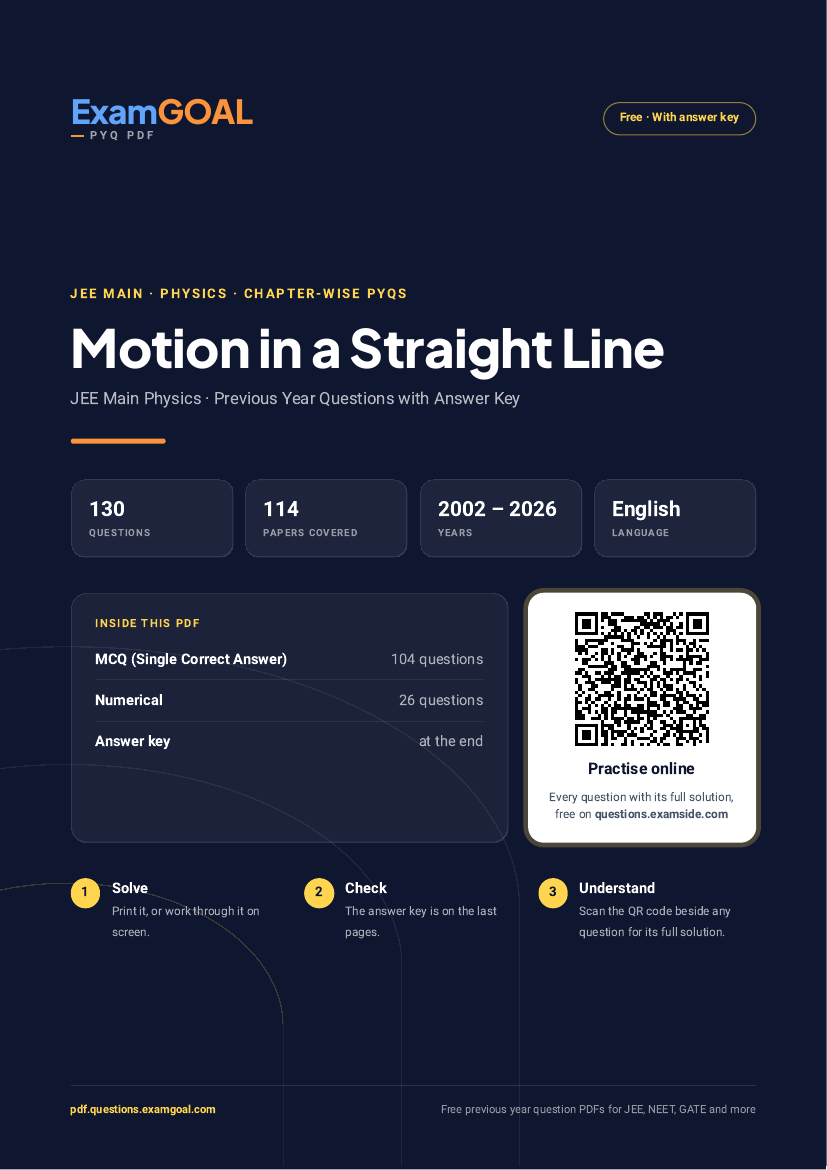 ExamGOAL
PYQ PDF
Free · With answer key
JEE MAIN · PHYSICS · CHAPTER-WISE PYQS
Motion in a Straight Line
JEE Main Physics · Previous Year Questions with Answer Key
130
QUESTIONS
114
PAPERS COVERED
2002 – 2026
YEARS
English
LANGUAGE
INSIDE THIS PDF
MCQ (Single Correct Answer) 104 questions
Numerical 26 questions
Answer key at the end
Practise online
Every question with its full solution,
free on questions.examside.com
1 Solve
Print it, or work through it on
screen.
2 Check
The answer key is on the last
pages.
3 Understand
Scan the QR code beside any
question for its full solution.
pdf.questions.examgoal.com
Free previous year question PDFs for JEE, NEET, GATE and more